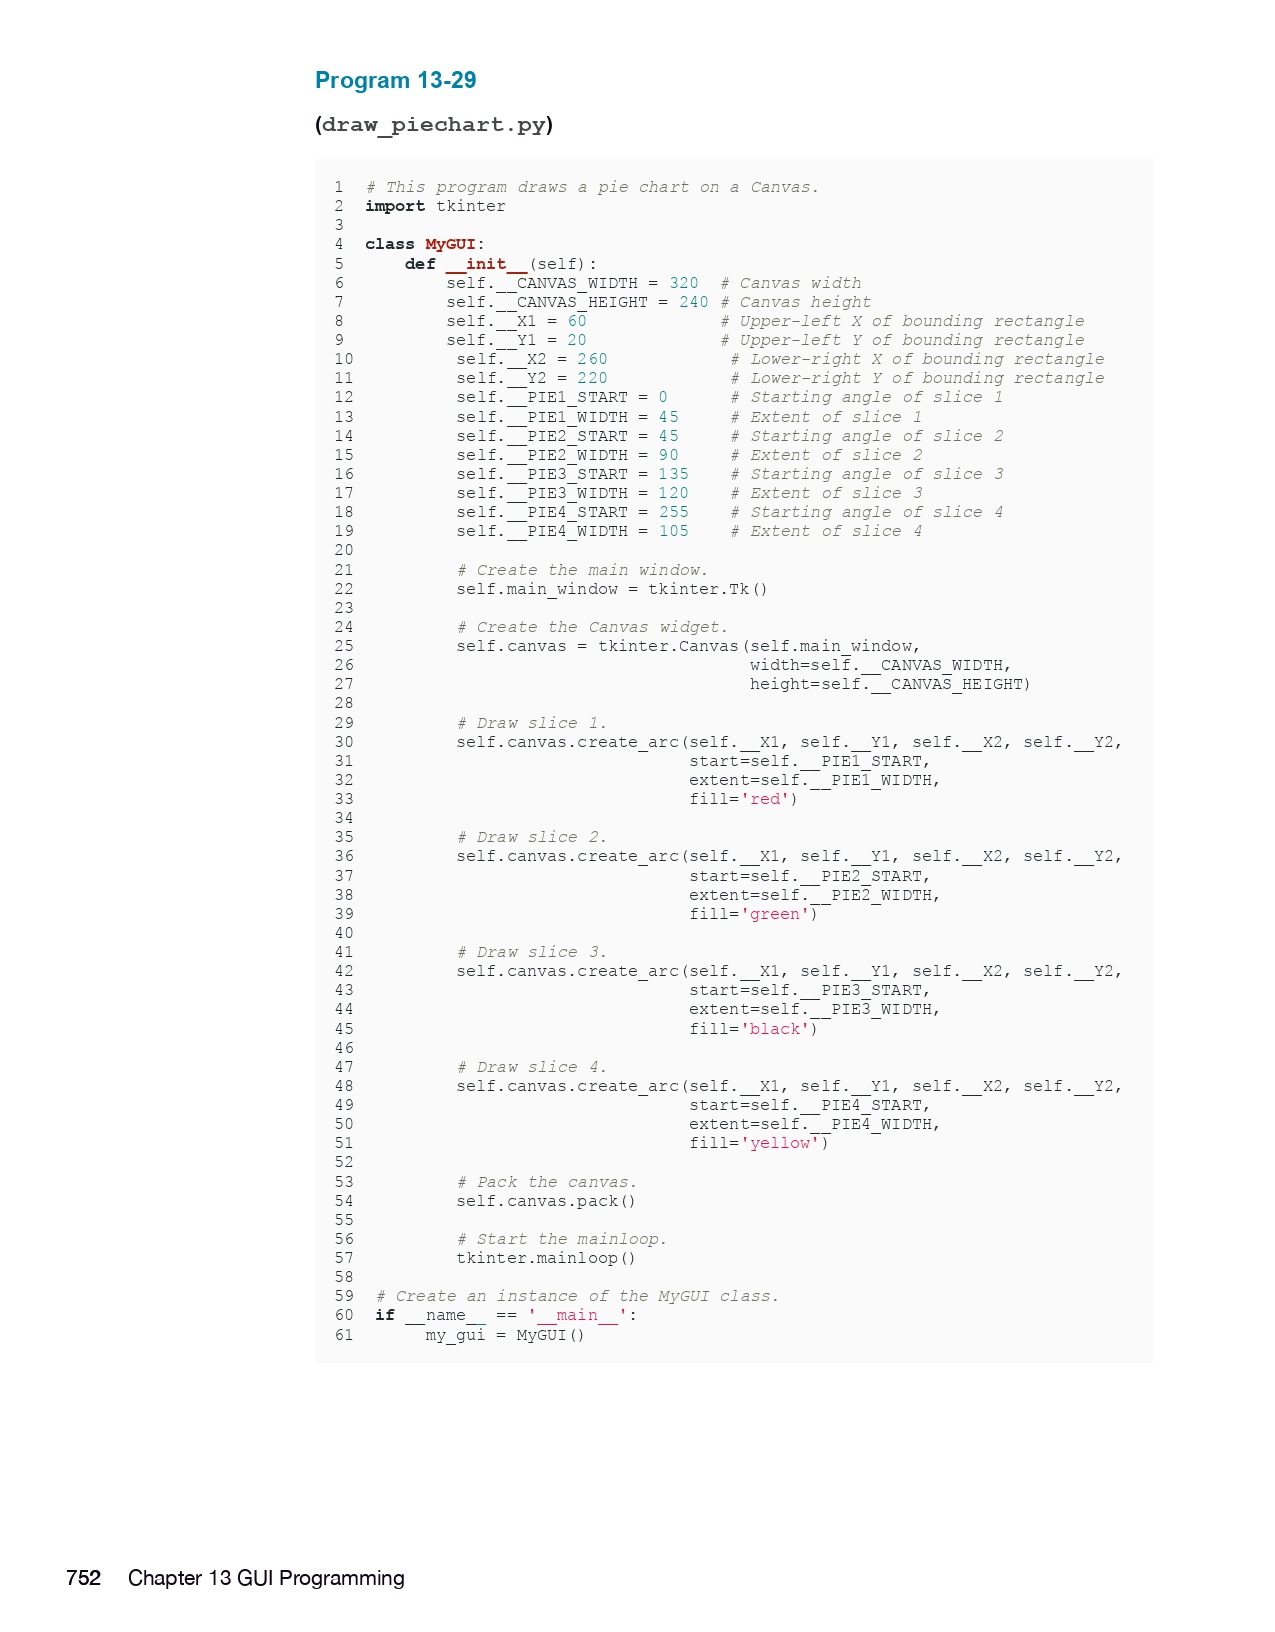 Program 13-29
(draw_piechart.py)
1  # This program draws a pie chart on a Canvas.
2  import tkinter
3
4  class MyGUI:
5      def __init__(self):
6          self.__CANVAS_WIDTH = 320  # Canvas width
7          self.__CANVAS_HEIGHT = 240 # Canvas height
8          self.__X1 = 60             # Upper-left X of bounding rectangle
9          self.__Y1 = 20             # Upper-left Y of bounding rectangle
10          self.__X2 = 260            # Lower-right X of bounding rectangle
11          self.__Y2 = 220            # Lower-right Y of bounding rectangle
12          self.__PIE1_START = 0      # Starting angle of slice 1
13          self.__PIE1_WIDTH = 45     # Extent of slice 1
14          self.__PIE2_START = 45     # Starting angle of slice 2
15          self.__PIE2_WIDTH = 90     # Extent of slice 2
16          self.__PIE3_START = 135    # Starting angle of slice 3
17          self.__PIE3_WIDTH = 120    # Extent of slice 3
18          self.__PIE4_START = 255    # Starting angle of slice 4
19          self.__PIE4_WIDTH = 105    # Extent of slice 4
20
21          # Create the main window.
22          self.main_window = tkinter.Tk()
23
24          # Create the Canvas widget.
25          self.canvas = tkinter.Canvas(self.main_window,
26                                       width=self.__CANVAS_WIDTH,
27                                       height=self.__CANVAS_HEIGHT)
28
29          # Draw slice 1.
30          self.canvas.create_arc(self.__X1, self.__Y1, self.__X2, self.__Y2,
31                                 start=self.__PIE1_START,
32                                 extent=self.__PIE1_WIDTH,
33                                 fill='red')
34
35          # Draw slice 2.
36          self.canvas.create_arc(self.__X1, self.__Y1, self.__X2, self.__Y2,
37                                 start=self.__PIE2_START,
38                                 extent=self.__PIE2_WIDTH,
39                                 fill='green')
40
41          # Draw slice 3.
42          self.canvas.create_arc(self.__X1, self.__Y1, self.__X2, self.__Y2,
43                                 start=self.__PIE3_START,
44                                 extent=self.__PIE3_WIDTH,
45                                 fill='black')
46
47          # Draw slice 4.
48          self.canvas.create_arc(self.__X1, self.__Y1, self.__X2, self.__Y2,
49                                 start=self.__PIE4_START,
50                                 extent=self.__PIE4_WIDTH,
51                                 fill='yellow')
52
53          # Pack the canvas.
54          self.canvas.pack()
55
56          # Start the mainloop.
57          tkinter.mainloop()
58
59  # Create an instance of the MyGUI class.
60  if __name__ == '__main__':
61       my_gui = MyGUI()
752 Chapter 13 GUI Programming